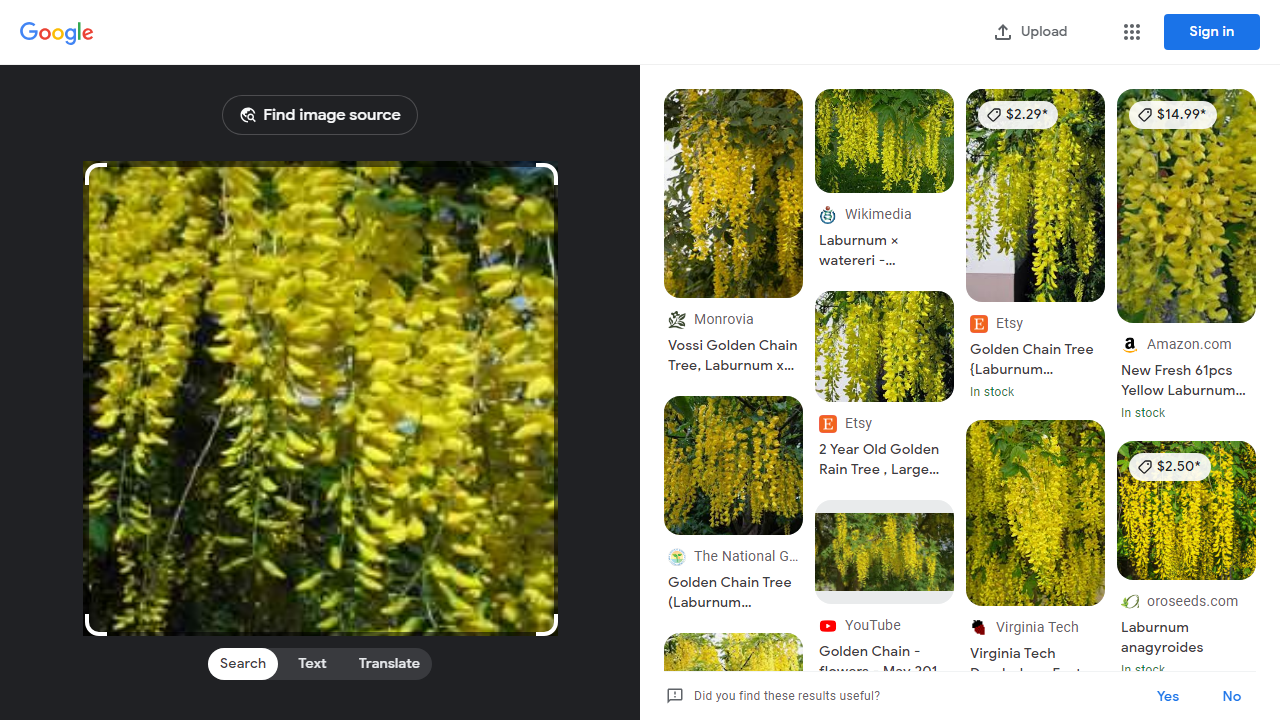 Google
Upload
Sign in
Find image source
Search
Text
Translate
Monrovia
Vossi Golden Chain
Tree, Laburnum x...
The National G...
Golden Chain Tree
(Laburnum...
Wikimedia
Laburnum ×
watereri -...
Etsy
2 Year Old Golden
Rain Tree , Large...
YouTube
Golden Chain -
flowers - May 201
$2.29*
Etsy
Golden Chain Tree
{Laburnum...
In stock
Virginia Tech
Virginia Tech
$14.99*
Amazon.com
New Fresh 61pcs
Yellow Laburnum...
In stock
$2.50*
oroseeds.com
Laburnum
anagyroides
In stock
Did you find these results useful?
Yes
No